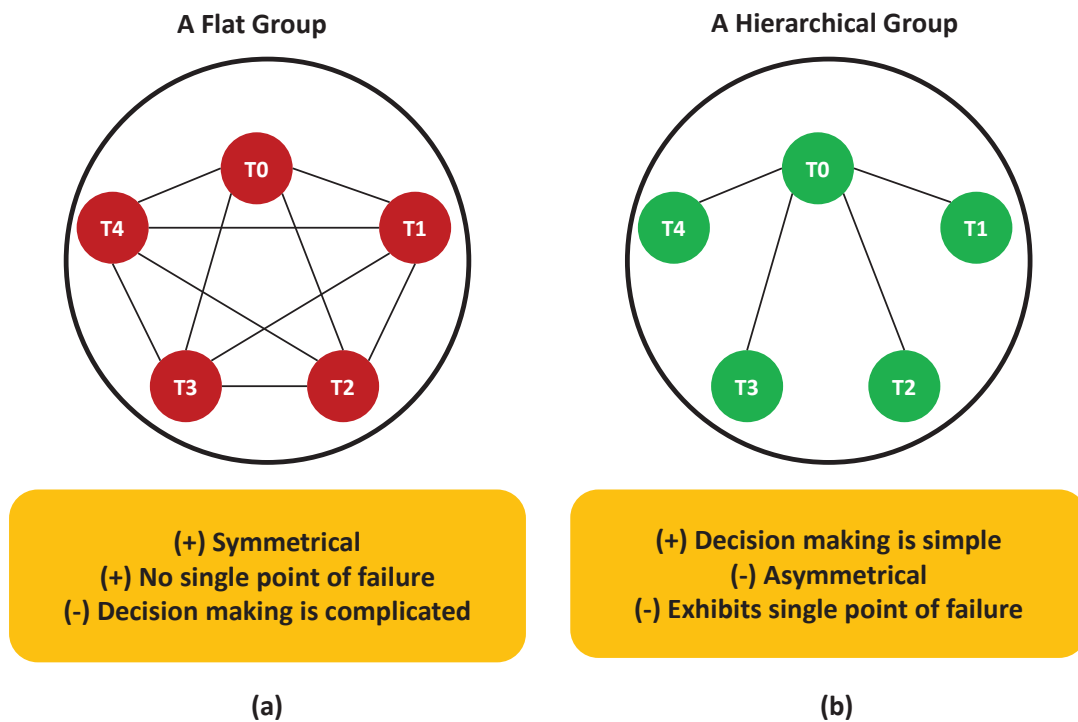 A Flat Group
T0
T4
T1
T3
T2
(+) Symmetrical
(+) No single point of failure
(-) Decision making is complicated
(a)
A Hierarchical Group
T0
T4
T1
T3
T2
(+) Decision making is simple
(-) Asymmetrical
(-) Exhibits single point of failure
(b)